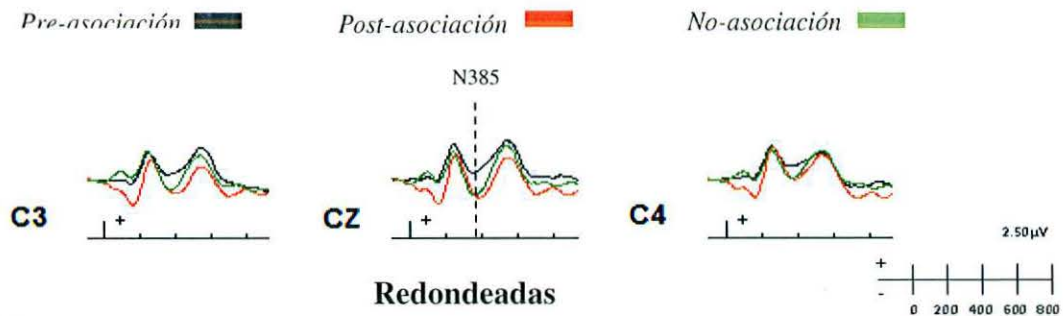 Pre-asociación Post-asociación No-asociación
N385
C3 + CZ + C4 +
2.50µV
+
-
0 200 400 600 800
Redondeadas